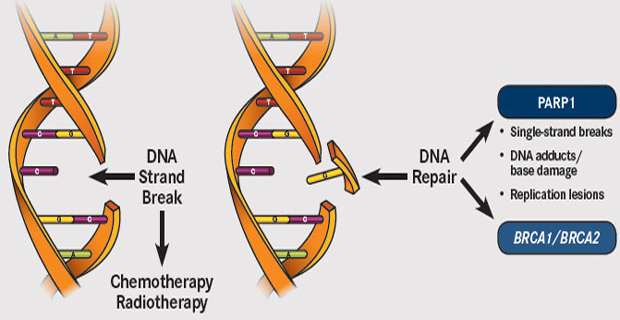 A T
T
T
C G
C
G C
A
DNA
Strand
Break
Chemotherapy
Radiotherapy
A T
T
T
C G
C
G
G C
A
DNA
Repair
PARP1
• Single-strand breaks
• DNA adducts/
base damage
• Replication lesions
BRCA1/BRCA2